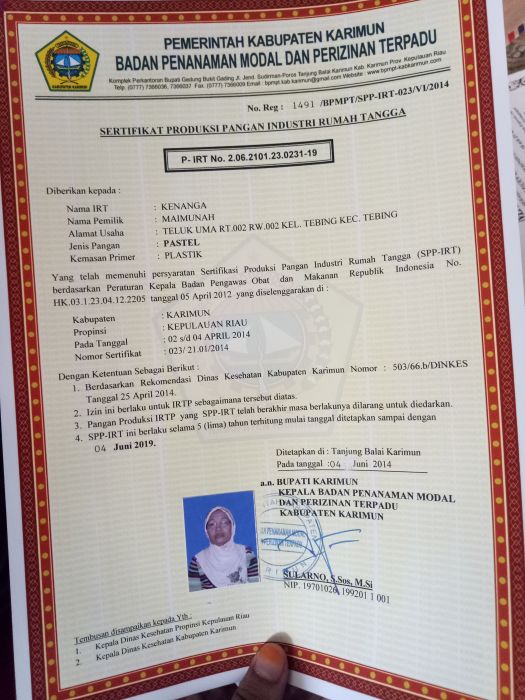 PEMERINTAH KABUPATEN KARIMUN
BADAN PENANAMAN MODAL DAN PERIZINAN TERPADU
Komplek Perkantoran Bupati Gedung Bukit Gading Jl. Jend. Sudirman-Poros Tanjung Balai Karimun Kab. Karimun Prov. Kepulauan Riau
Telp. (0777) 7366036, 7366037 Fax. (0777) 7366009 Email : bpmpt.kab.karimun@gmail.com Website : www.bpmpt-kabkarimun.com
No. Reg : 1491 /BPMPT/SPP-IRT-023/VI/2014
SERTIFIKAT PRODUKSI PANGAN INDUSTRI RUMAH TANGGA
P- IRT No. 2.06.2101.23.0231-19
Diberikan kepada :
Nama IRT : KENANGA
Nama Pemilik : MAIMUNAH
Alamat Usaha : TELUK UMA RT.002 RW.002 KEL. TEBING KEC. TEBING
Jenis Pangan : PASTEL
Kemasan Primer : PLASTIK
Yang telah memenuhi persyaratan Sertifikasi Produksi Pangan Industri Rumah Tangga (SPP-IRT)
berdasarkan Peraturan Kepala Badan Pengawas Obat dan Makanan Republik Indonesia No.
HK.03.1.23.04.12.2205 tanggal 05 April 2012 yang diselenggarakan di :
Kabupaten : KARIMUN
Propinsi : KEPULAUAN RIAU
Pada Tanggal : 02 s/d 04 APRIL 2014
Nomor Sertifikat : 023/ 21.01/2014
Dengan Ketentuan Sebagai Berikut :
1. Berdasarkan Rekomendasi Dinas Kesehatan Kabupaten Karimun Nomor : 503/66.b/DINKES
Tanggal 25 April 2014.
2. Izin ini berlaku untuk IRTP sebagaimana tersebut diatas.
3. Pangan Produksi IRTP yang SPP-IRT telah berakhir masa berlakunya dilarang untuk diedarkan.
4. SPP-IRT ini berlaku selama 5 (lima) tahun terhitung mulai tanggal ditetapkan sampai dengan
04 Juni 2019.
Ditetapkan di : Tanjung Balai Karimun
Pada tanggal : 04 Juni 2014
a.n. BUPATI KARIMUN
KEPALA BADAN PENANAMAN MODAL
DAN PERIZINAN TERPADU
KABUPATEN KARIMUN
SULARNO, S.Sos, M.Si
NIP. 19701026 199201 1 001
Tembusan disampaikan kepada Yth :
1. Kepala Dinas Kesehatan Propinsi Kepulauan Riau
2. Kepala Dinas Kesehatan Kabupaten Karimun